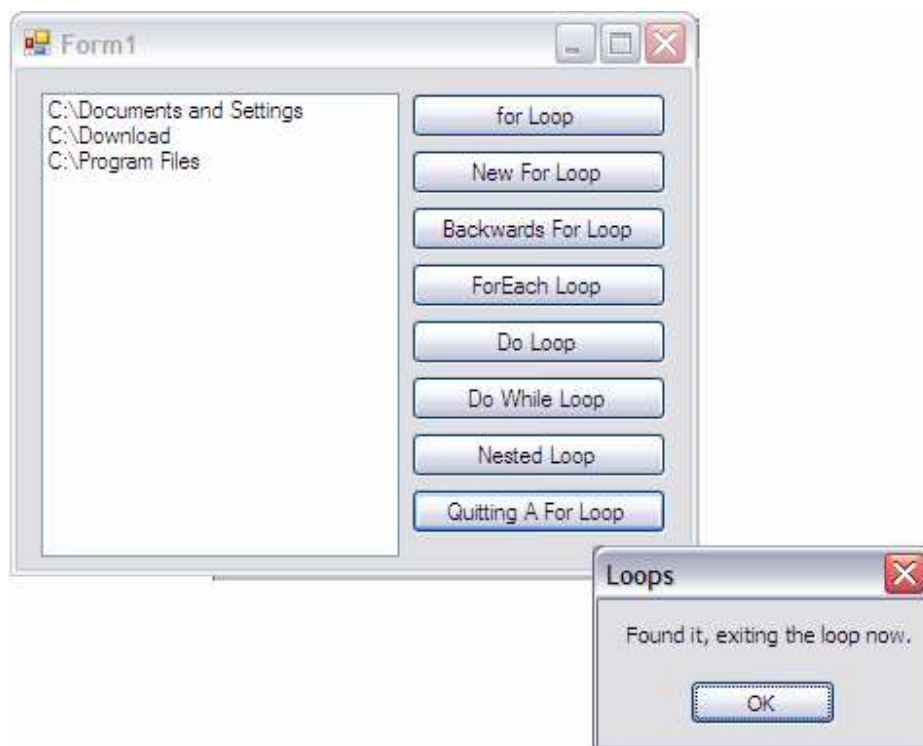 Form1
C:\Documents and Settings
C:\Download
C:\Program Files
for Loop
New For Loop
Backwards For Loop
ForEach Loop
Do Loop
Do While Loop
Nested Loop
Quitting A For Loop
Loops
Found it, exiting the loop now.
OK